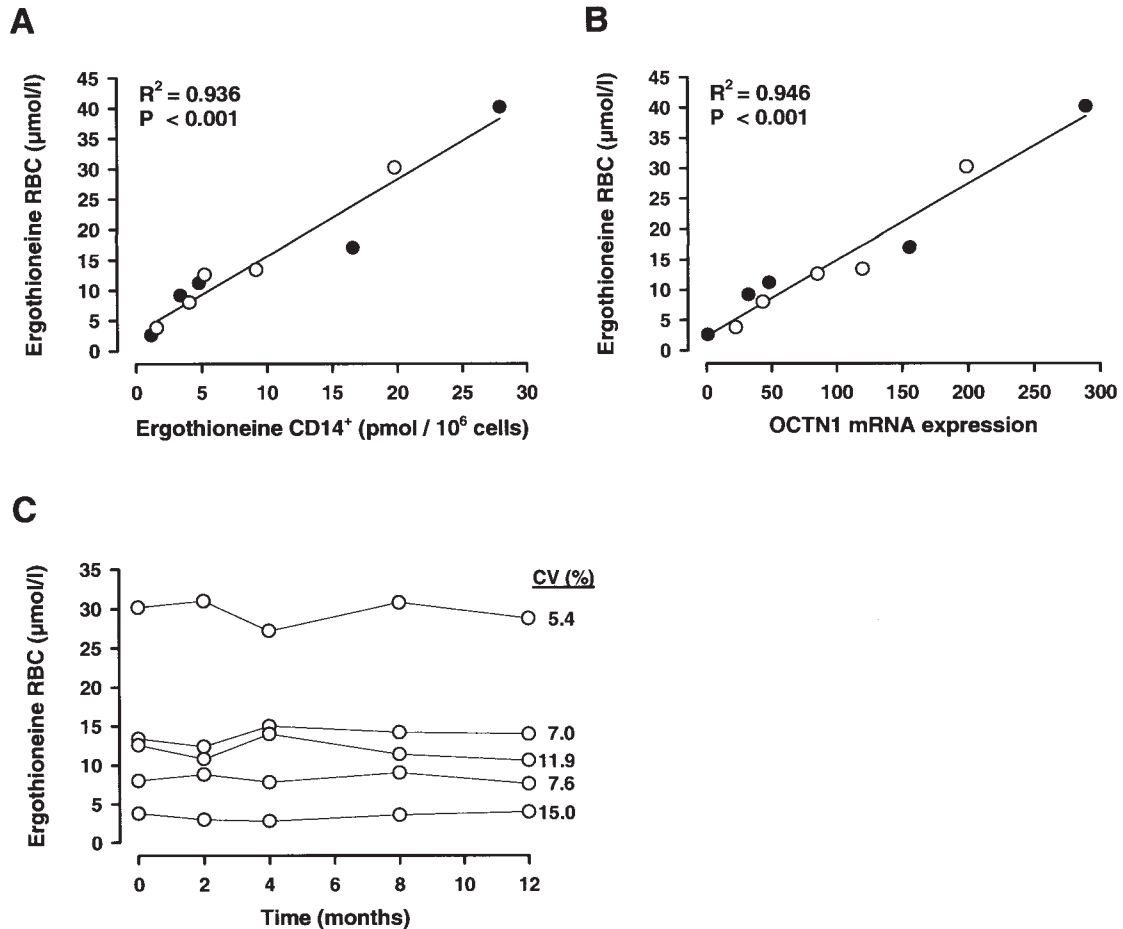 A
Ergothioneine RBC (µmol/l)
45
40
35
30
25
20
15
10
5
0
R² = 0.936
P < 0.001
0 5 10 15 20 25 30
Ergothioneine CD14⁺ (pmol / 10⁶ cells)
B
Ergothioneine RBC (µmol/l)
45
40
35
30
25
20
15
10
5
0
R² = 0.946
P < 0.001
0 50 100 150 200 250 300
OCTN1 mRNA expression
C
Ergothioneine RBC (µmol/l)
35
30
25
20
15
10
5
0
CV (%)
5.4
7.0
11.9
7.6
15.0
0 2 4 6 8 10 12
Time (months)